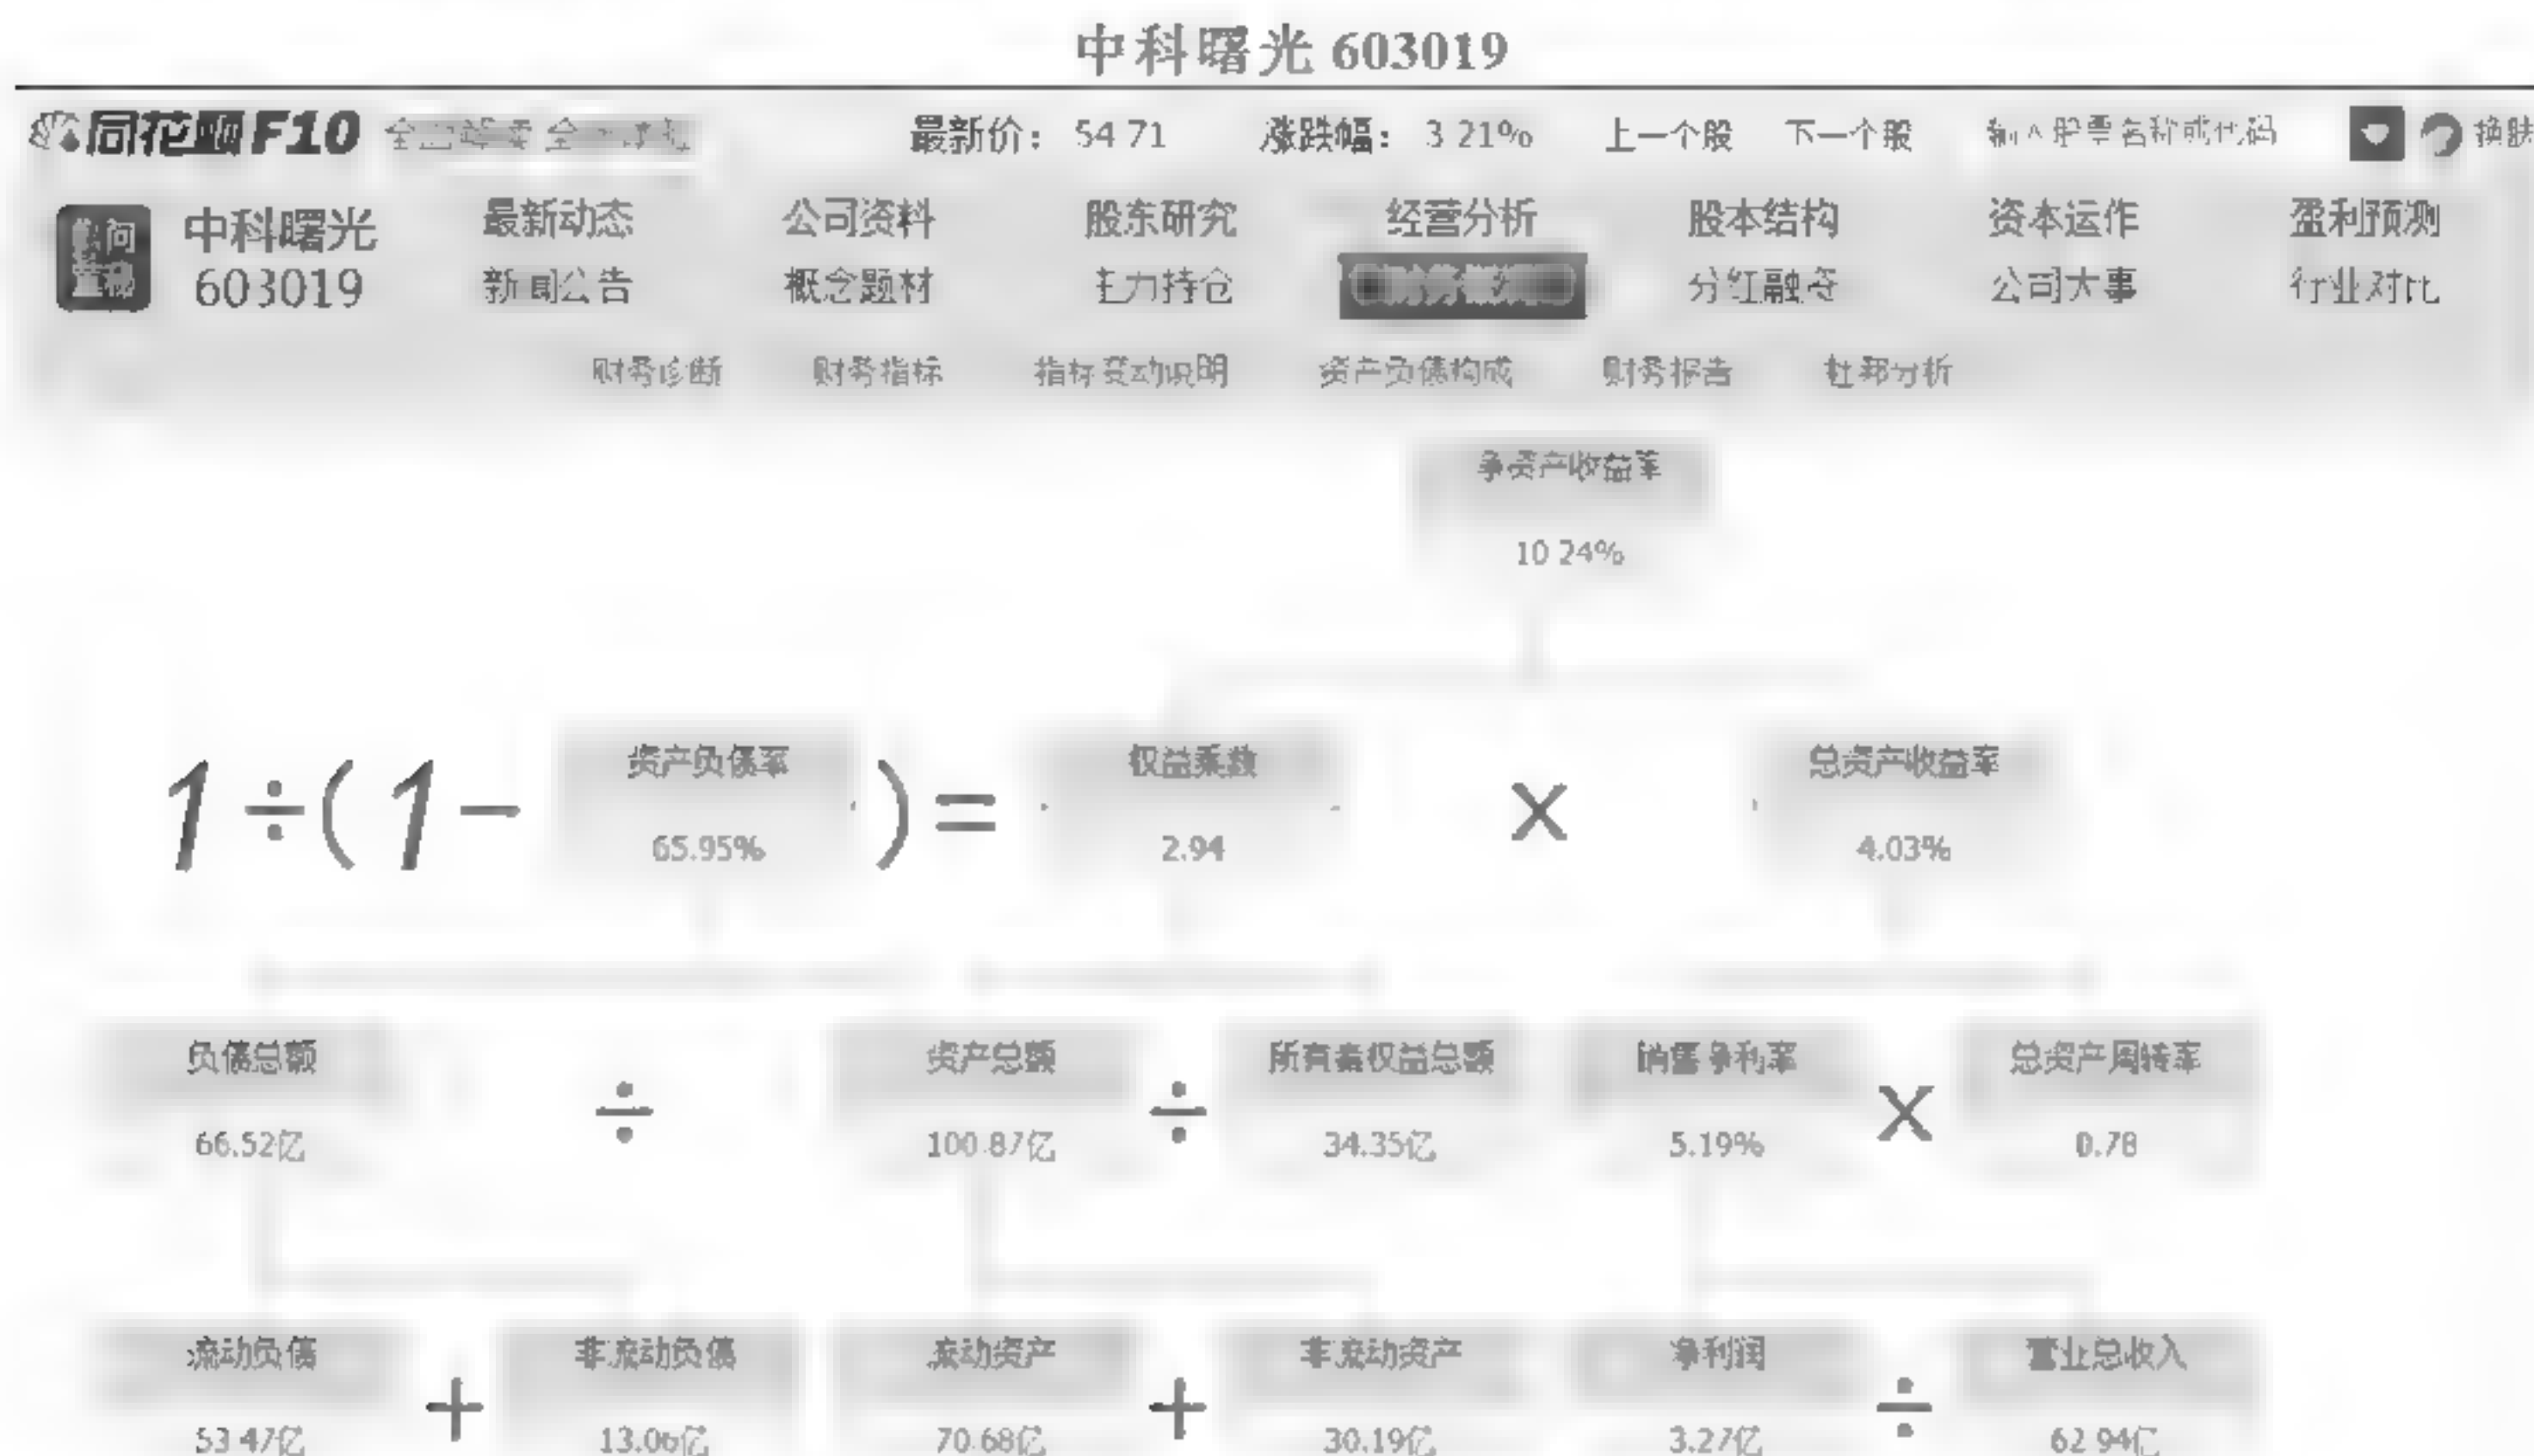 中科曙光 603019
同花顺 F10 最新价： 54.71 涨跌幅： 3.21% 上一个股 下一个股 输入股票名称或代码 换肤
中科曙光 最新动态 公司资料 股东研究 经营分析 股本结构 资本运作 盈利预测
603019 新闻公告 概念题材 主力持仓 分红融资 公司大事 行业对比
财务诊断 财务指标 指标变动说明 资产负债构成 财务报告 杜邦分析
净资产收益率
10.24%
资产负债率 权益乘数 总资产收益率
1÷(1− )= ×
65.95% 2.94 4.03%
负债总额 资产总额 所有者权益总额 销售净利率 总资产周转率
÷ ÷ ×
66.52亿 100.87亿 34.35亿 5.19% 0.78
流动负债 非流动负债 流动资产 非流动资产 净利润 营业总收入
+ + ÷
53.47亿 13.06亿 70.68亿 30.19亿 3.27亿 62.94亿